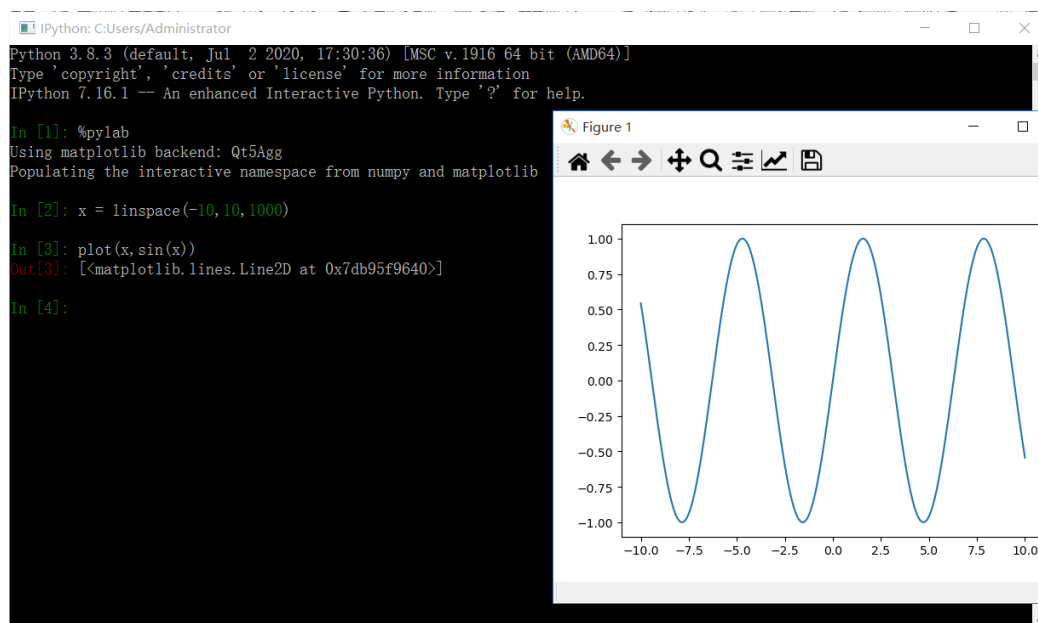 IPython: C:Users/Administrator
Python 3.8.3 (default, Jul  2 2020, 17:30:36) [MSC v.1916 64 bit (AMD64)]
Type 'copyright', 'credits' or 'license' for more information
IPython 7.16.1 -- An enhanced Interactive Python. Type '?' for help.
In [1]: %pylab
Using matplotlib backend: Qt5Agg
Populating the interactive namespace from numpy and matplotlib
In [2]: x = linspace(-10,10,1000)
In [3]: plot(x,sin(x))
Out[3]: [<matplotlib.lines.Line2D at 0x7db95f9640>]
In [4]:
Figure 1
1.00
0.75
0.50
0.25
0.00
−0.25
−0.50
−0.75
−1.00
−10.0 −7.5 −5.0 −2.5 0.0 2.5 5.0 7.5 10.0